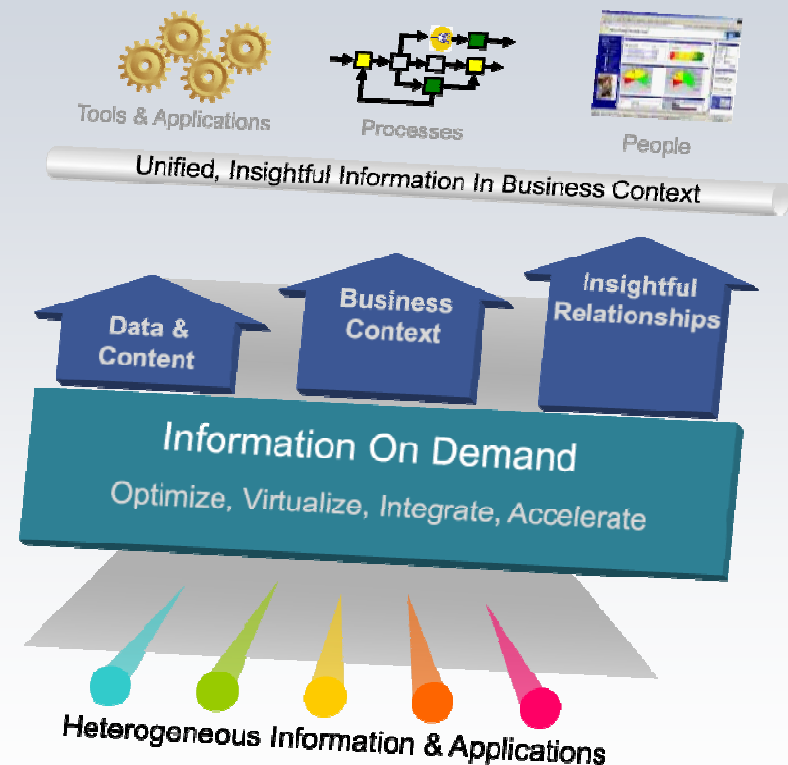 Tools & Applications
Processes
People
Unified, Insightful Information In Business Context
Data &
Content
Business
Context
Insightful
Relationships
Information On Demand
Optimize, Virtualize, Integrate, Accelerate
Heterogeneous Information & Applications